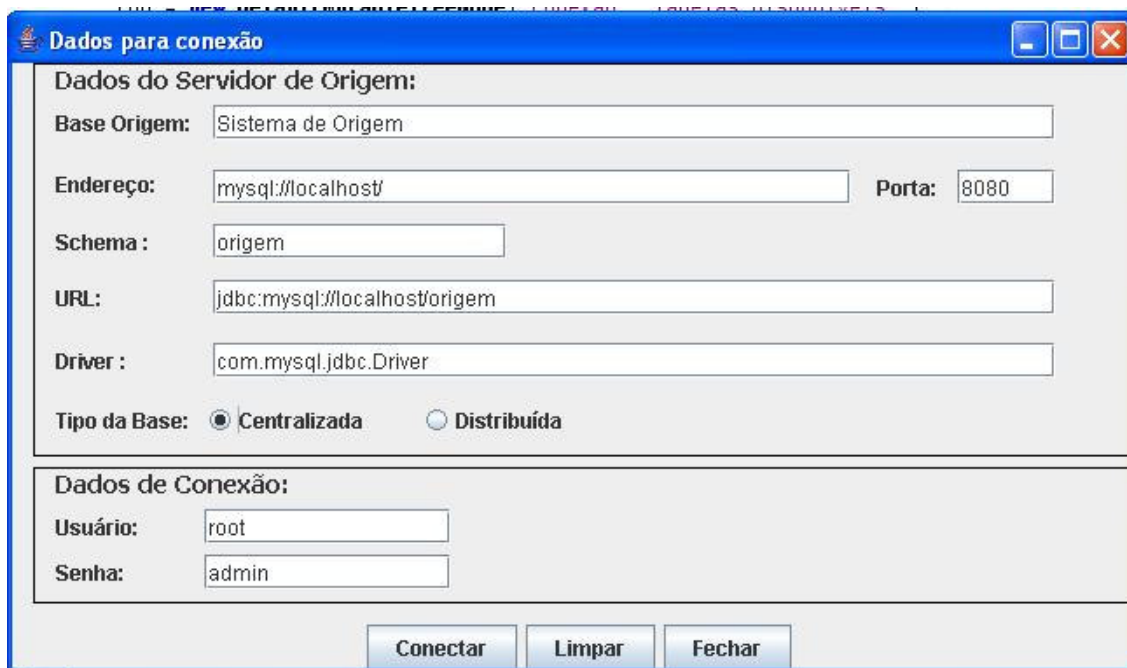 Dados para conexão
Dados do Servidor de Origem:
Base Origem: Sistema de Origem
Endereço: mysql://localhost/ Porta: 8080
Schema : origem
URL: jdbc:mysql://localhost/origem
Driver : com.mysql.jdbc.Driver
Tipo da Base: Centralizada Distribuída
Dados de Conexão:
Usuário: root
Senha: admin
Conectar Limpar Fechar